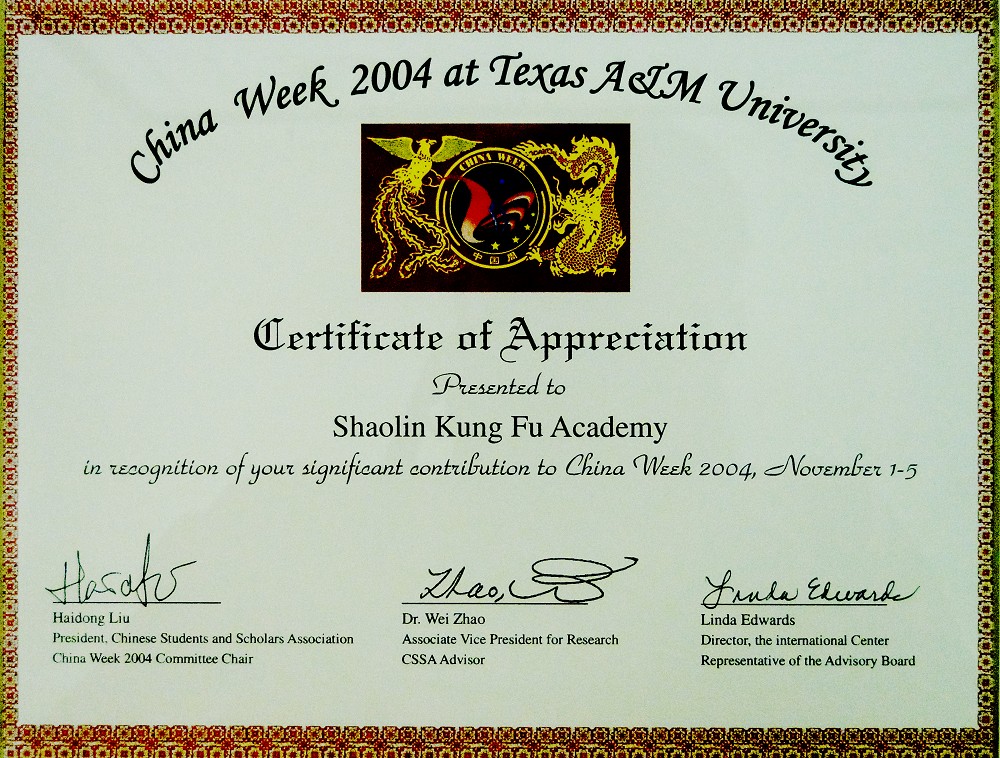 China Week 2004 at Texas A&M University
CHINA WEEK
中国周
Certificate of Appreciation
Presented to
Shaolin Kung Fu Academy
in recognition of your significant contribution to China Week 2004, November 1-5
Zhao,
Linda Edwards
Haidong Liu
President, Chinese Students and Scholars Association
China Week 2004 Committee Chair
Dr. Wei Zhao
Associate Vice President for Research
CSSA Advisor
Linda Edwards
Director, the international Center
Representative of the Advisory Board